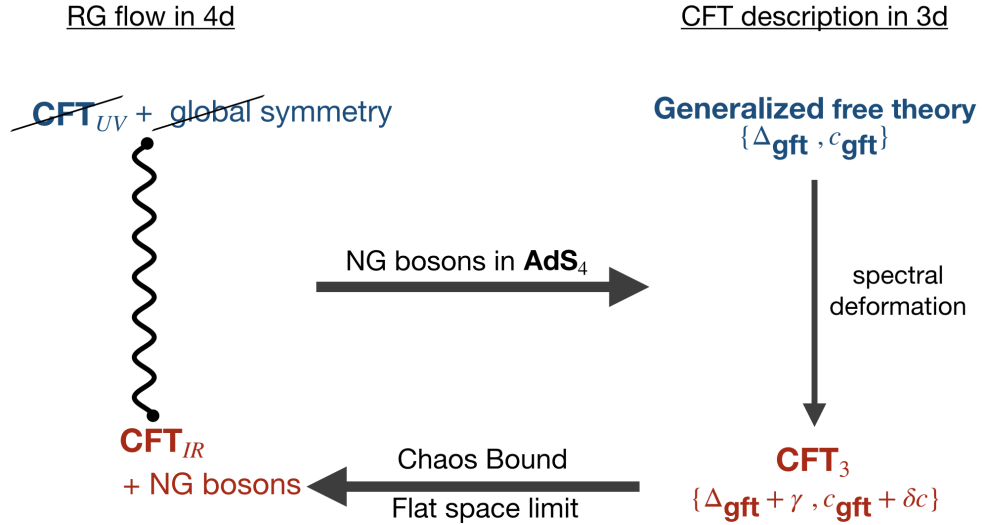 RG flow in 4d
CFT description in 3d
CFT_UV + global symmetry
Generalized free theory
{Δ_gft , c_gft}
NG bosons in AdS_4
spectral
deformation
CFT_IR
+ NG bosons
Chaos Bound
Flat space limit
CFT_3
{Δ_gft + γ , c_gft + δc}